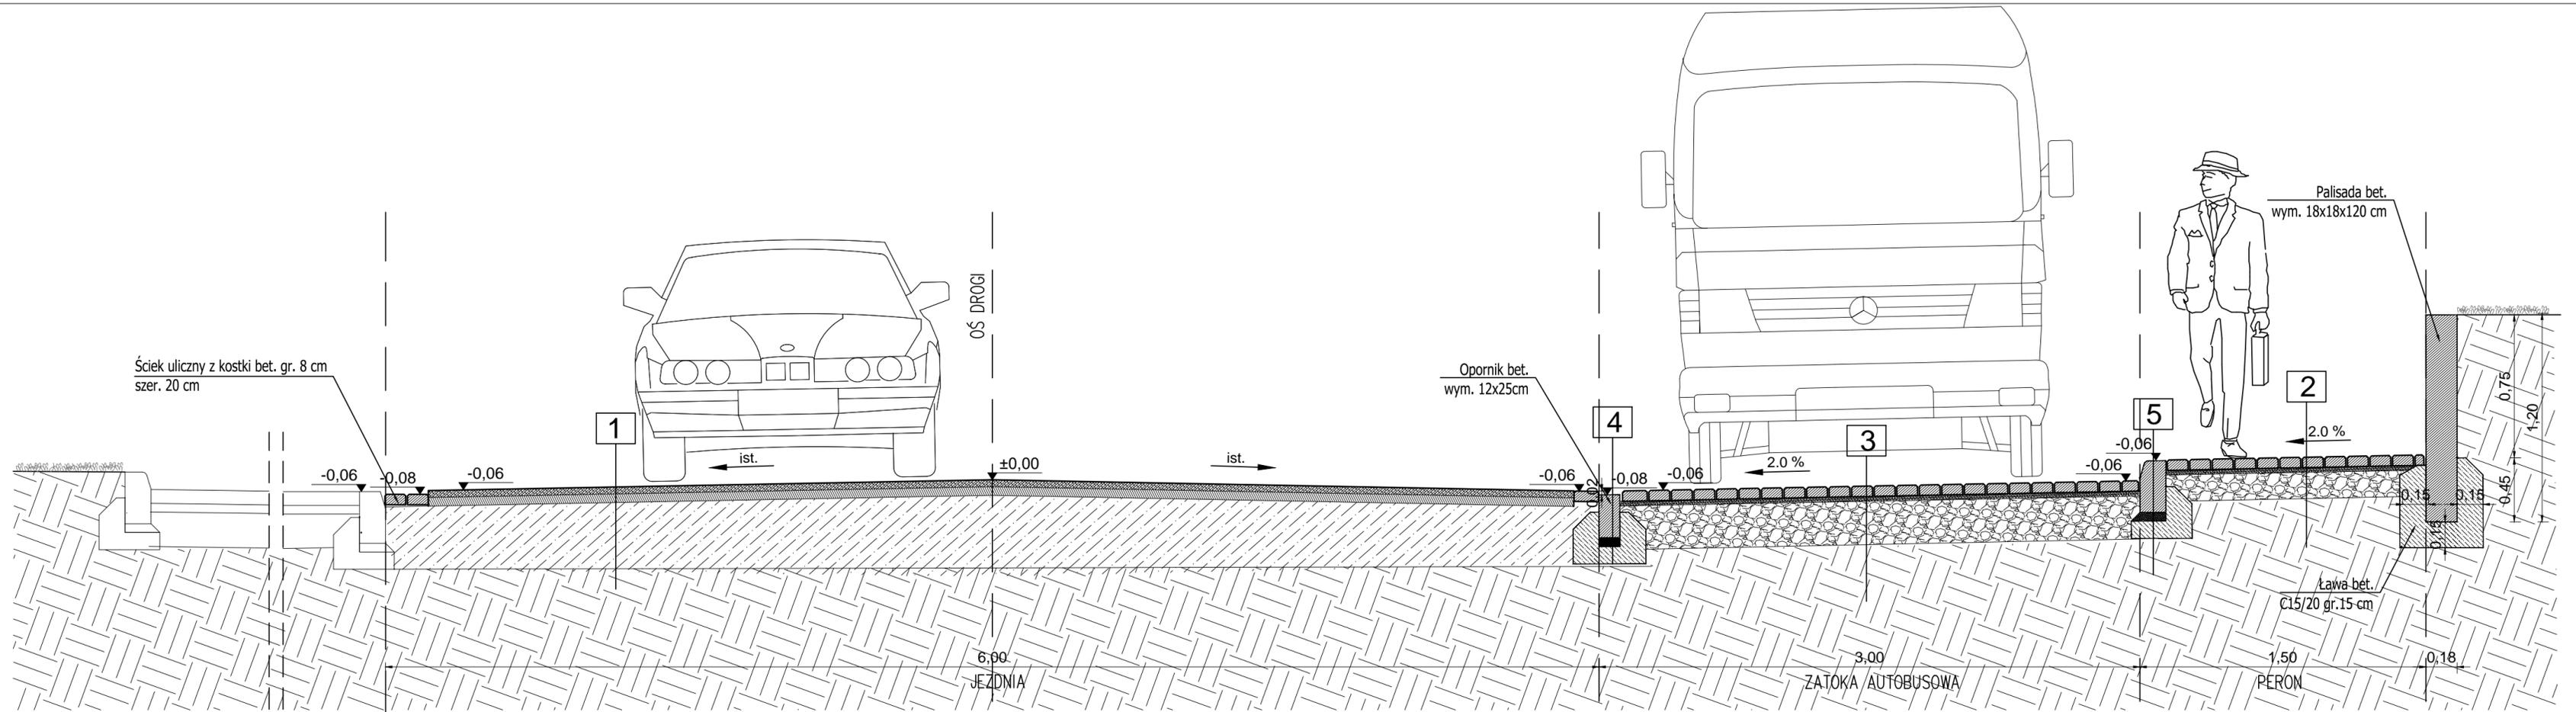 OŚ DROGI
Palisada bet.
wym. 18x18x120 cm
Ściek uliczny z kostki bet. gr. 8 cm
szer. 20 cm
Opornik bet.
wym. 12x25cm
1
4
3
5
2
ist.
ist.
2.0 %
2.0 %
-0,06
-0,08
-0,06
±0,00
-0,06
0,02
-0,08
-0,06
-0,06
-0,06
0,75
1,20
0,45
0,15
0,15
0,15
Ława bet.
C15/20 gr.15 cm
6,00
3,00
1,50
0,18
JEZDNIA
ZATOKA AUTOBUSOWA
PERON